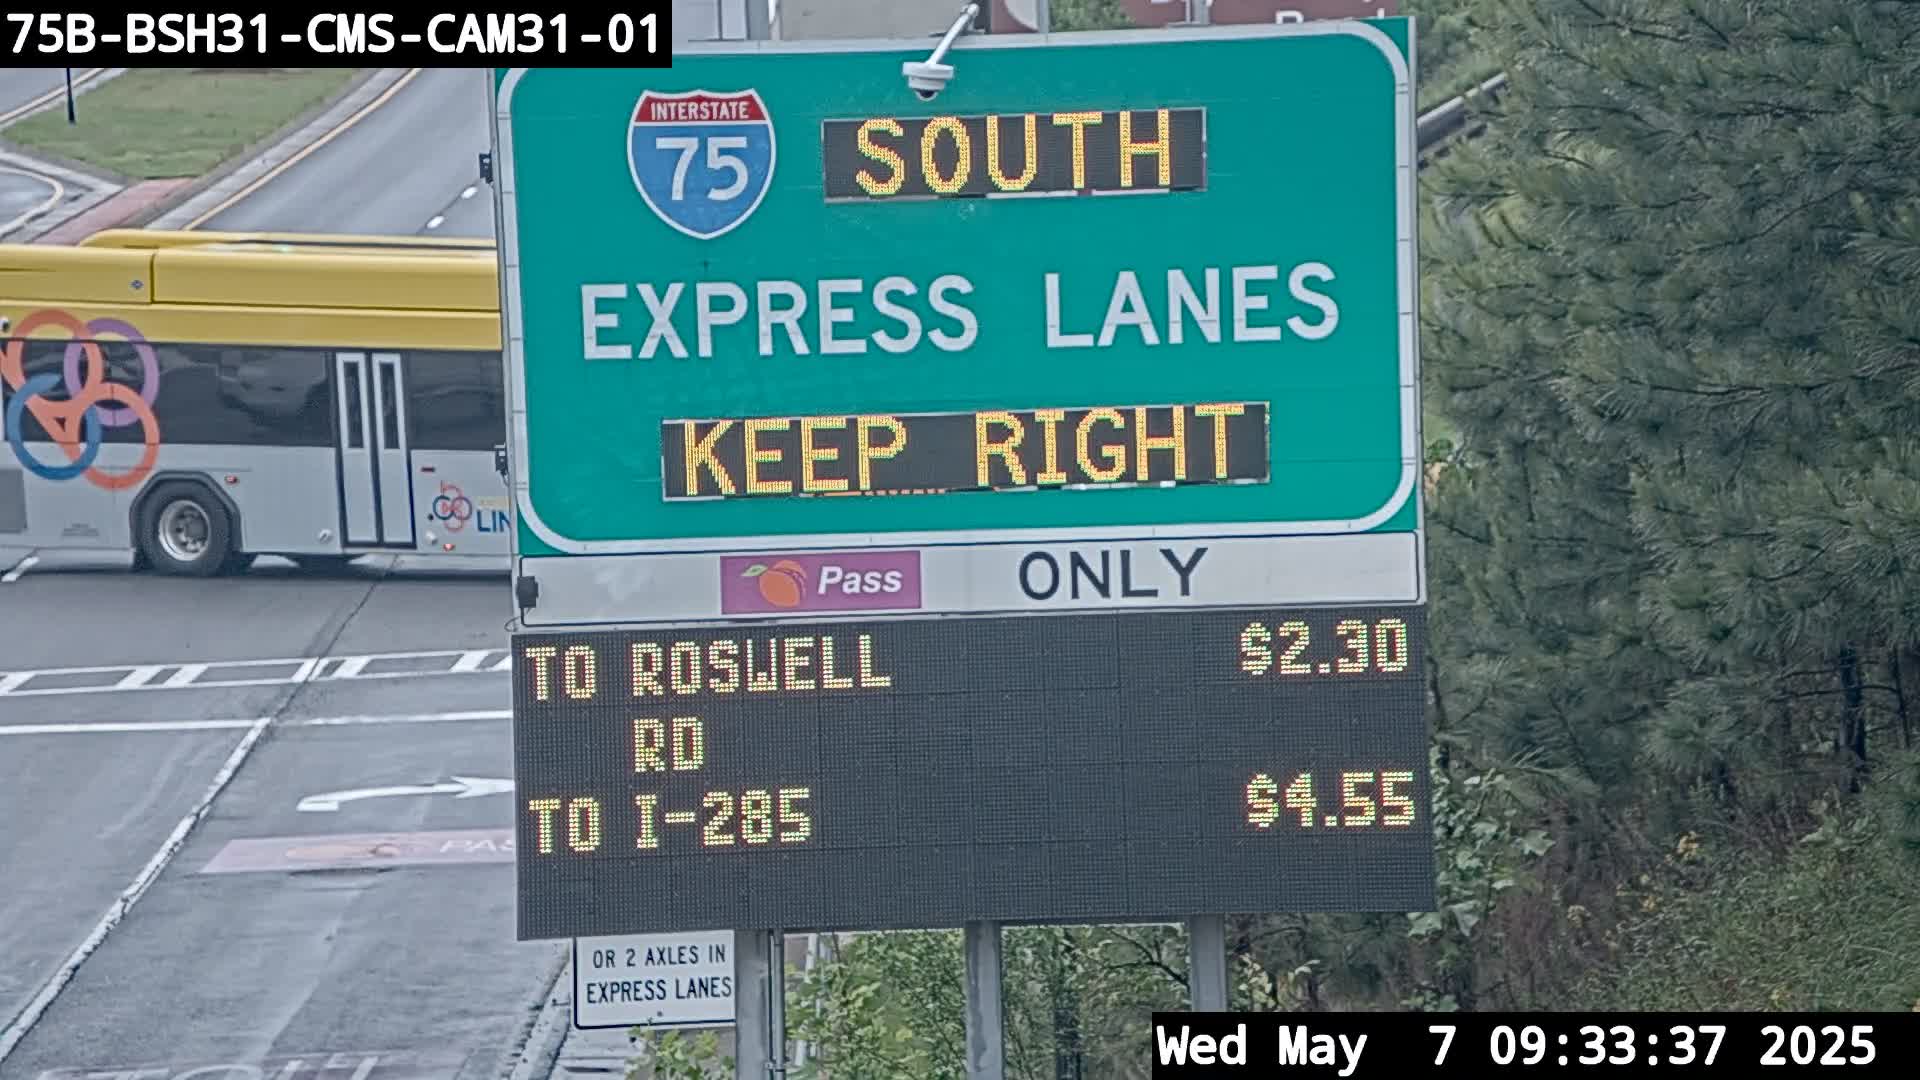 75B-BSH31-CMS-CAM31-01
INTERSTATE
75
SOUTH
EXPRESS LANES
KEEP RIGHT
Pass ONLY
TO ROSWELL $2.30
RD
TO I-285 $4.55
OR 2 AXLES IN
EXPRESS LANES
Wed May 7 09:33:37 2025